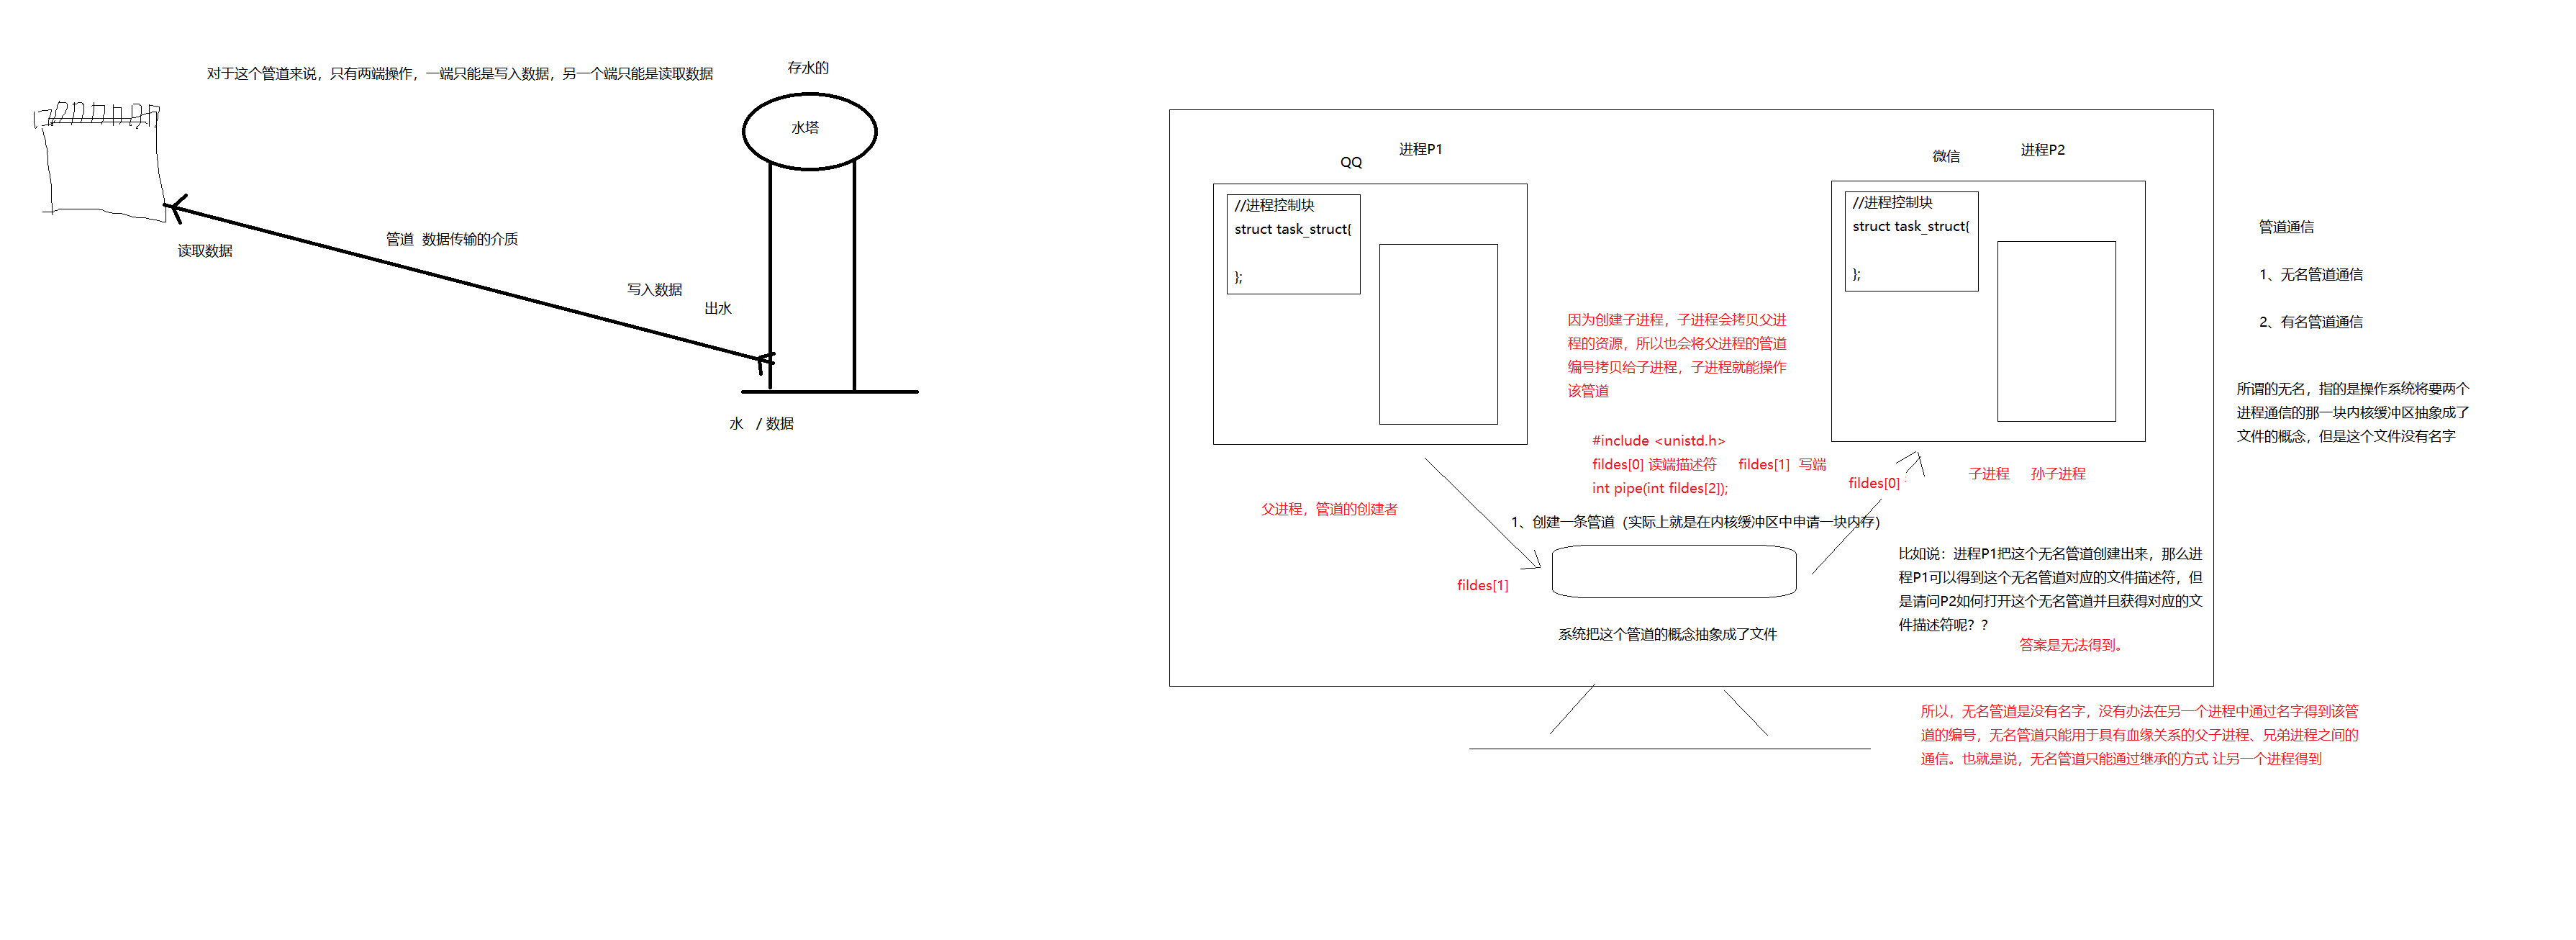 对于这个管道来说，只有两端操作，一端只能是写入数据，另一个端只能是读取数据
存水的
水塔
读取数据
管道  数据传输的介质
写入数据
出水
水   / 数据
QQ
进程P1
//进程控制块
struct task_struct{
};
微信
进程P2
//进程控制块
struct task_struct{
};
因为创建子进程，子进程会拷贝父进
程的资源，所以也会将父进程的管道
编号拷贝给子进程，子进程就能操作
该管道
#include <unistd.h>
fildes[0] 读端描述符     fildes[1]  写端
int pipe(int fildes[2]);
父进程，管道的创建者
fildes[0]
子进程     孙子进程
1、创建一条管道（实际上就是在内核缓冲区中申请一块内存）
fildes[1]
系统把这个管道的概念抽象成了文件
比如说：进程P1把这个无名管道创建出来，那么进
程P1可以得到这个无名管道对应的文件描述符，但
是请问P2如何打开这个无名管道并且获得对应的文
件描述符呢？？
答案是无法得到。
管道通信
1、无名管道通信
2、有名管道通信
所谓的无名，指的是操作系统将要两个
进程通信的那一块内核缓冲区抽象成了
文件的概念，但是这个文件没有名字
所以，无名管道是没有名字，没有办法在另一个进程中通过名字得到该管
道的编号，无名管道只能用于具有血缘关系的父子进程、兄弟进程之间的
通信。也就是说，无名管道只能通过继承的方式 让另一个进程得到